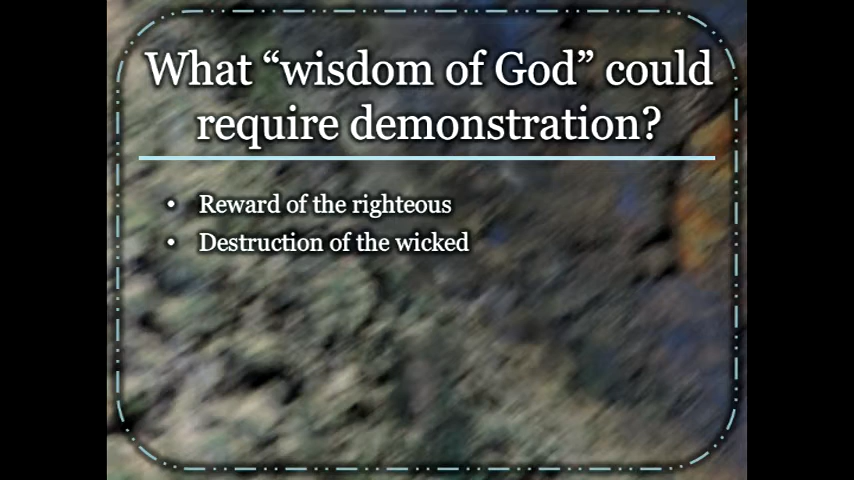 What “wisdom of God” could
require demonstration?
• Reward of the righteous
• Destruction of the wicked